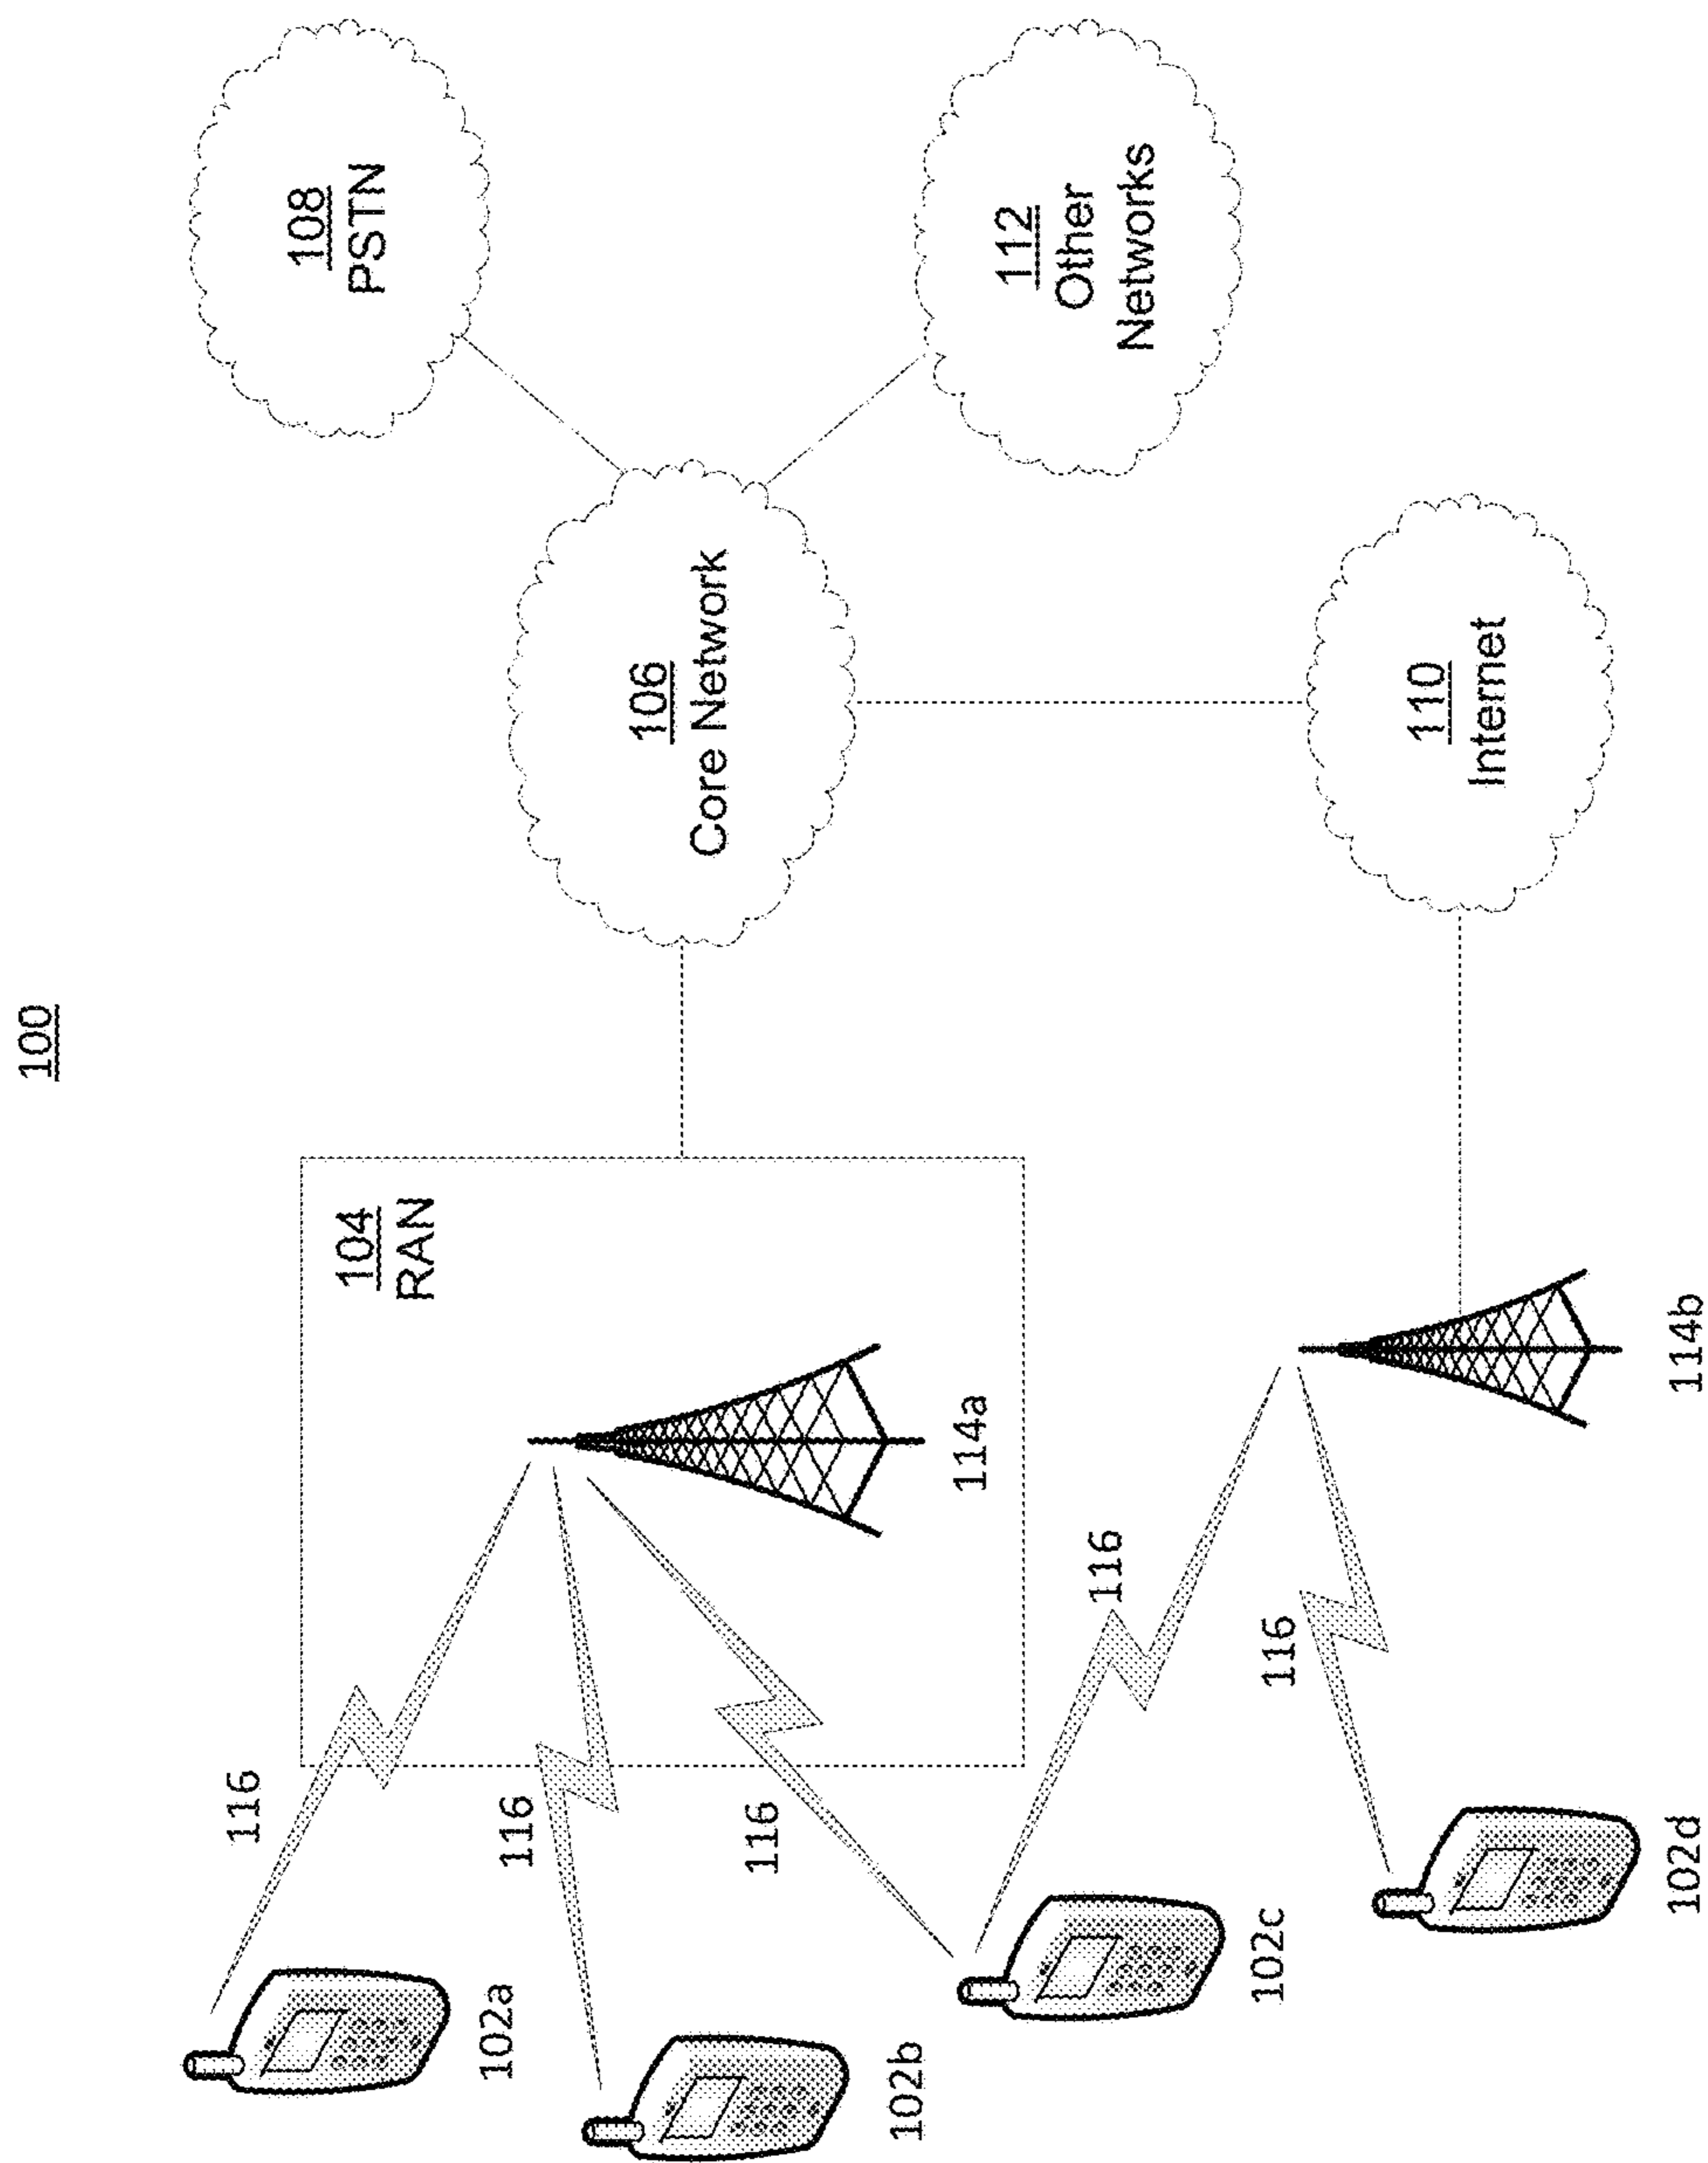 100
108
PSTN
104
RAN
106
Core Network
112
Other
Networks
116
116
116
114a
102a
102b
116
116
110
Internet
102c
102d
114b